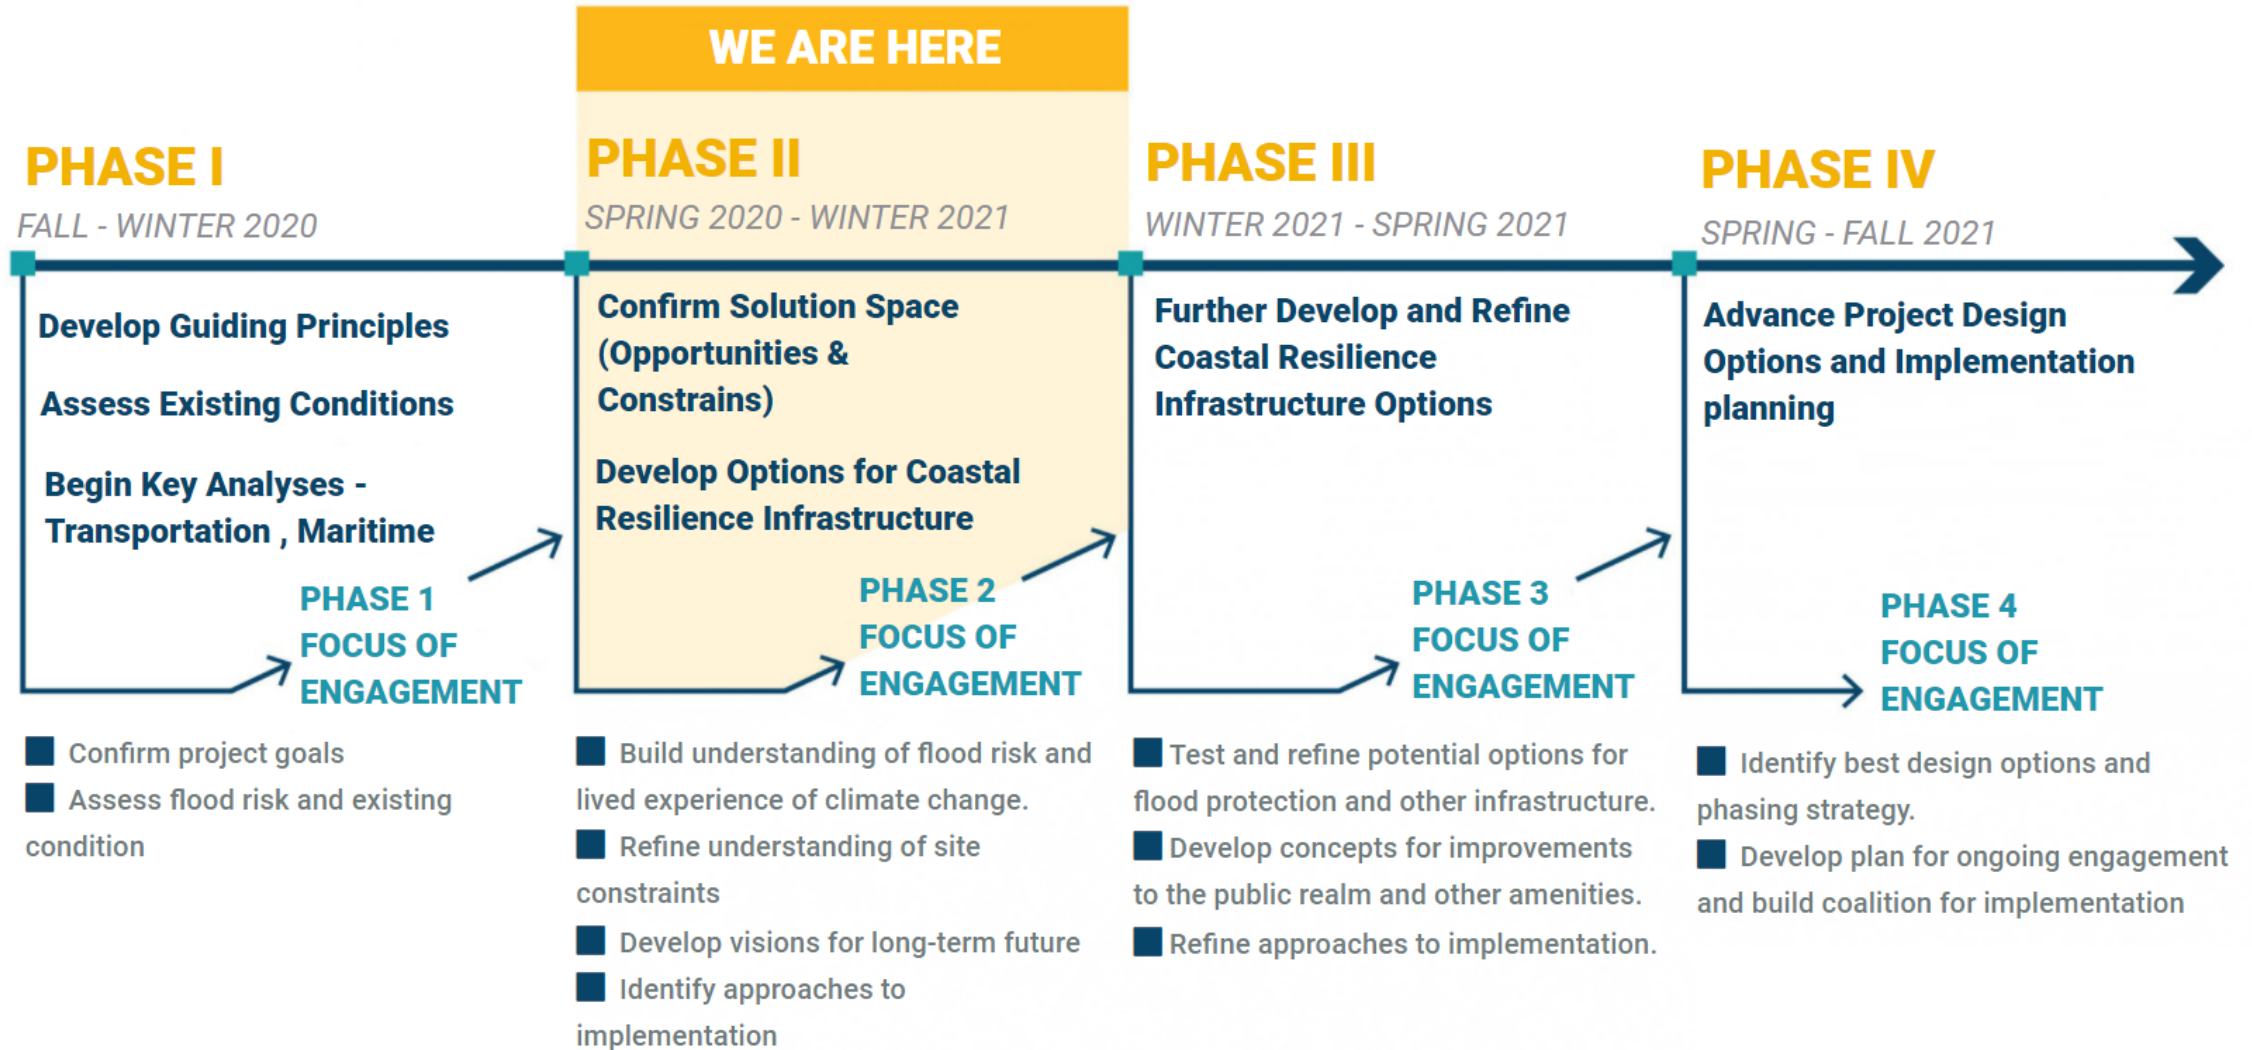 WE ARE HERE
PHASE I
FALL - WINTER 2020
Develop Guiding Principles
Assess Existing Conditions
Begin Key Analyses -
Transportation , Maritime
PHASE 1
FOCUS OF
ENGAGEMENT
Confirm project goals
Assess flood risk and existing
condition
PHASE II
SPRING 2020 - WINTER 2021
Confirm Solution Space
(Opportunities &
Constrains)
Develop Options for Coastal
Resilience Infrastructure
PHASE 2
FOCUS OF
ENGAGEMENT
Build understanding of flood risk and
lived experience of climate change.
Refine understanding of site
constraints
Develop visions for long-term future
Identify approaches to
implementation
PHASE III
WINTER 2021 - SPRING 2021
Further Develop and Refine
Coastal Resilience
Infrastructure Options
PHASE 3
FOCUS OF
ENGAGEMENT
Test and refine potential options for
flood protection and other infrastructure.
Develop concepts for improvements
to the public realm and other amenities.
Refine approaches to implementation.
PHASE IV
SPRING - FALL 2021
Advance Project Design
Options and Implementation
planning
PHASE 4
FOCUS OF
ENGAGEMENT
Identify best design options and
phasing strategy.
Develop plan for ongoing engagement
and build coalition for implementation